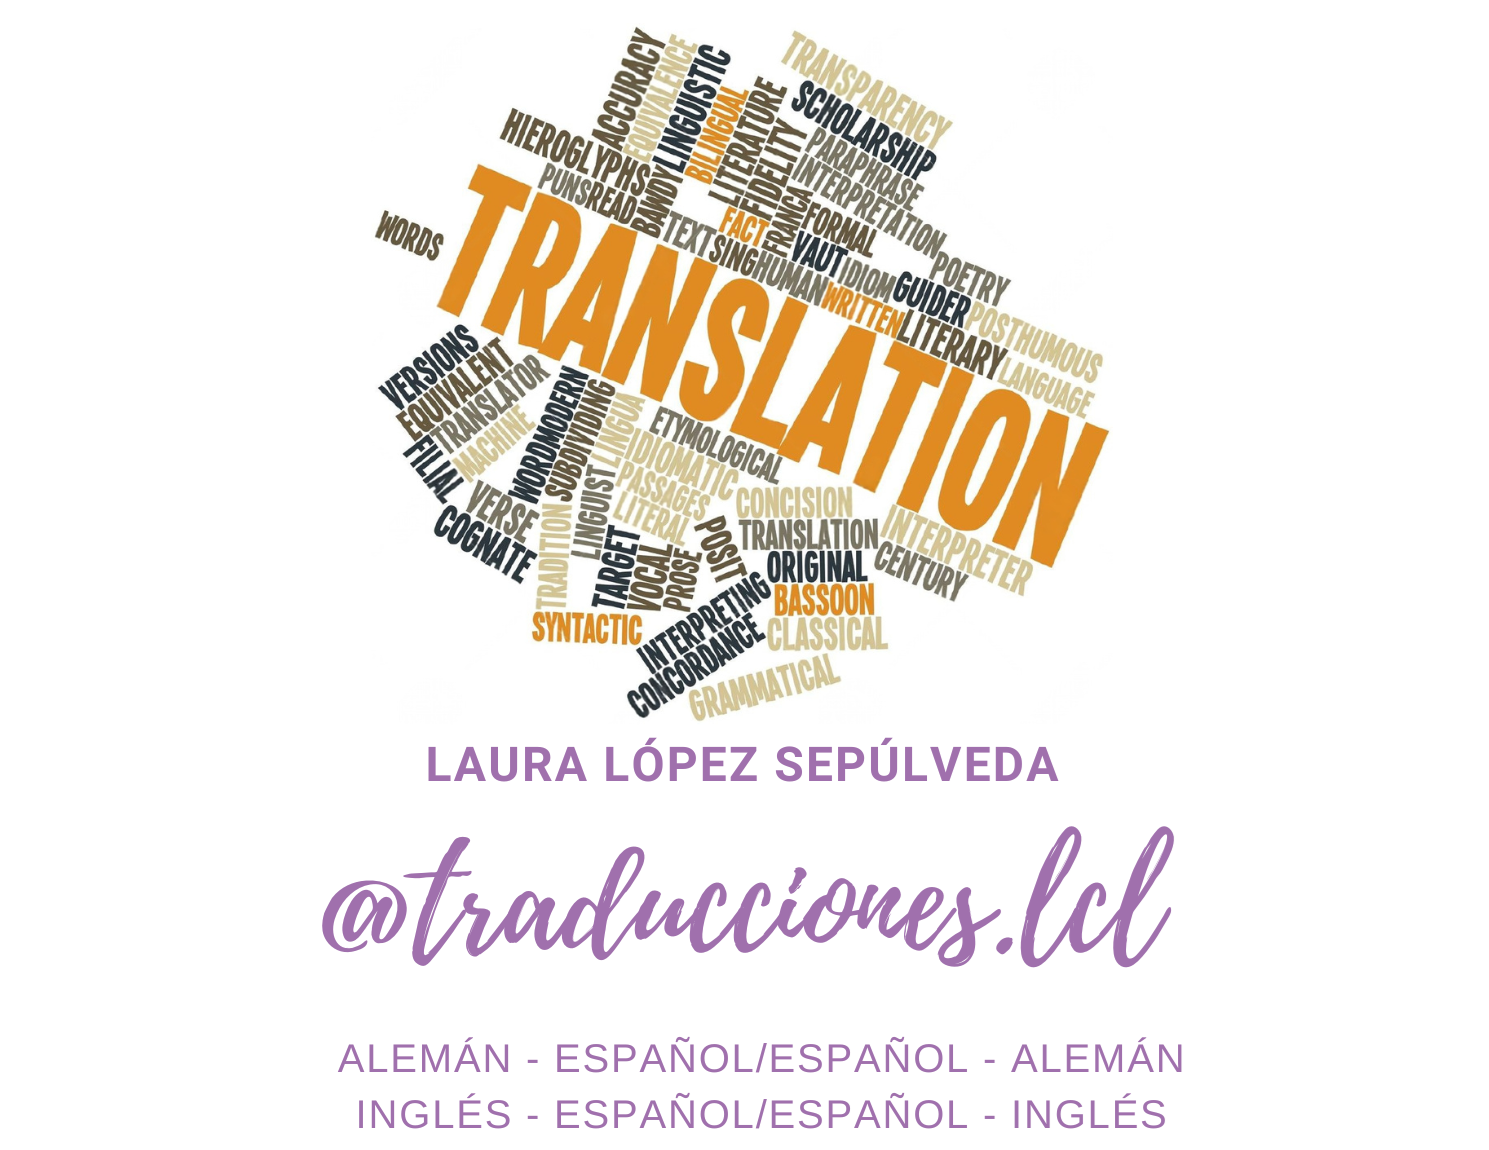 ACCURACY
EQUIVALENCE
LINGUISTIC
BILINGUAL
LITERATURE
FIDELITY
TRANSPARENCY
SCHOLARSHIP
PARAPHRASE
INTERPRETATION
HIEROGLYPHS
PUNS
READ
BANDY
FACT
FRANCA
FORMAL
POETRY
WORDS
TEXT
SING
HUMAN
VAUT
IDIOM
GUIDER
POSTHUMOUS
WRITTEN
LITERARY
LANGUAGE
TRANSLATION
VERSIONS
EQUIVALENT
TRANSLATOR
MACHINE
FILIAL
VERSE
COGNATE
WORDMODERN
SUBDIVIDING
LINGUA
ETYMOLOGICAL
IDIOMATIC
PASSAGES
LITERAL
LINGUIST
TRADITION
TARGET
VOCAL
PROSE
POSIT
CONCISION
TRANSLATION
INTERPRETER
CENTURY
ORIGINAL
BASSOON
CLASSICAL
SYNTACTIC
INTERPRETING
CONCORDANCE
GRAMMATICAL
LAURA LÓPEZ SEPÚLVEDA
@traducciones.lcl
ALEMÁN - ESPAÑOL/ESPAÑOL - ALEMÁN
INGLÉS - ESPAÑOL/ESPAÑOL - INGLÉS